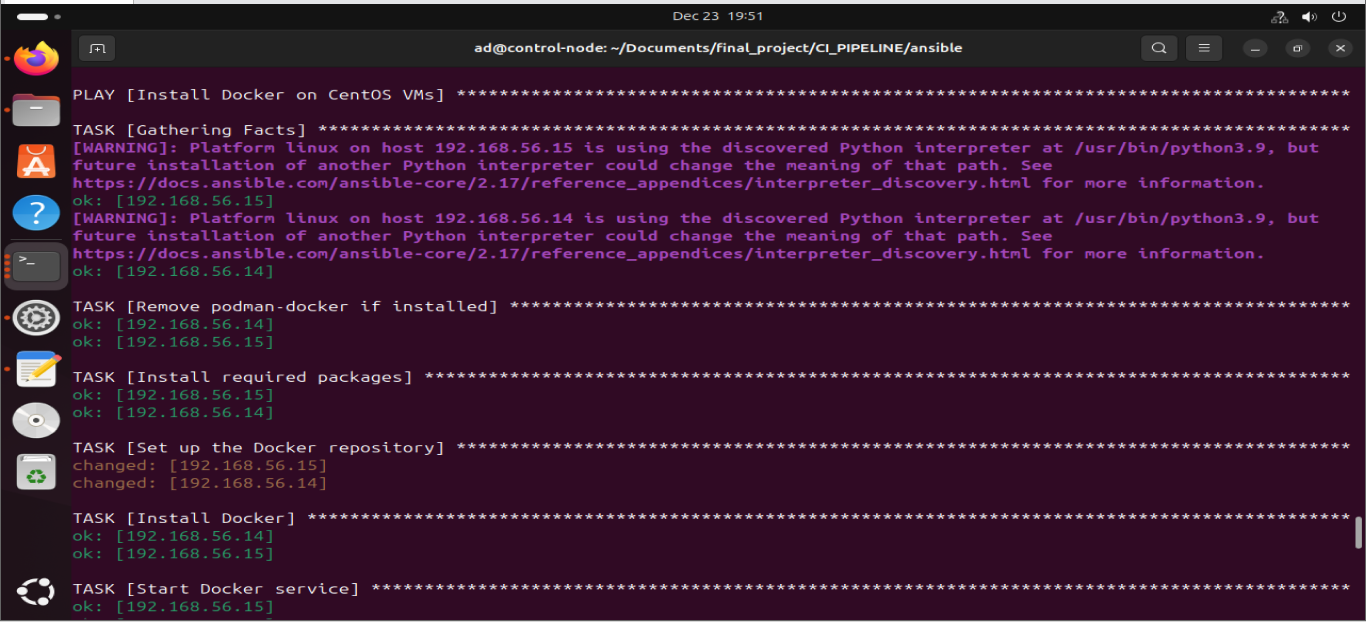 Dec 23 19:51
ad@control-node: ~/Documents/final_project/CI_PIPELINE/ansible
PLAY [Install Docker on CentOS VMs] ************************************************************************************
TASK [Gathering Facts] *************************************************************************************************
[WARNING]: Platform linux on host 192.168.56.15 is using the discovered Python interpreter at /usr/bin/python3.9, but
future installation of another Python interpreter could change the meaning of that path. See
https://docs.ansible.com/ansible-core/2.17/reference_appendices/interpreter_discovery.html for more information.
ok: [192.168.56.15]
[WARNING]: Platform linux on host 192.168.56.14 is using the discovered Python interpreter at /usr/bin/python3.9, but
future installation of another Python interpreter could change the meaning of that path. See
https://docs.ansible.com/ansible-core/2.17/reference_appendices/interpreter_discovery.html for more information.
ok: [192.168.56.14]
TASK [Remove podman-docker if installed] *******************************************************************************
ok: [192.168.56.14]
ok: [192.168.56.15]
TASK [Install required packages] ***************************************************************************************
ok: [192.168.56.15]
ok: [192.168.56.14]
TASK [Set up the Docker repository] ************************************************************************************
changed: [192.168.56.15]
changed: [192.168.56.14]
TASK [Install Docker] **************************************************************************************************
ok: [192.168.56.14]
ok: [192.168.56.15]
TASK [Start Docker service] ********************************************************************************************
ok: [192.168.56.15]